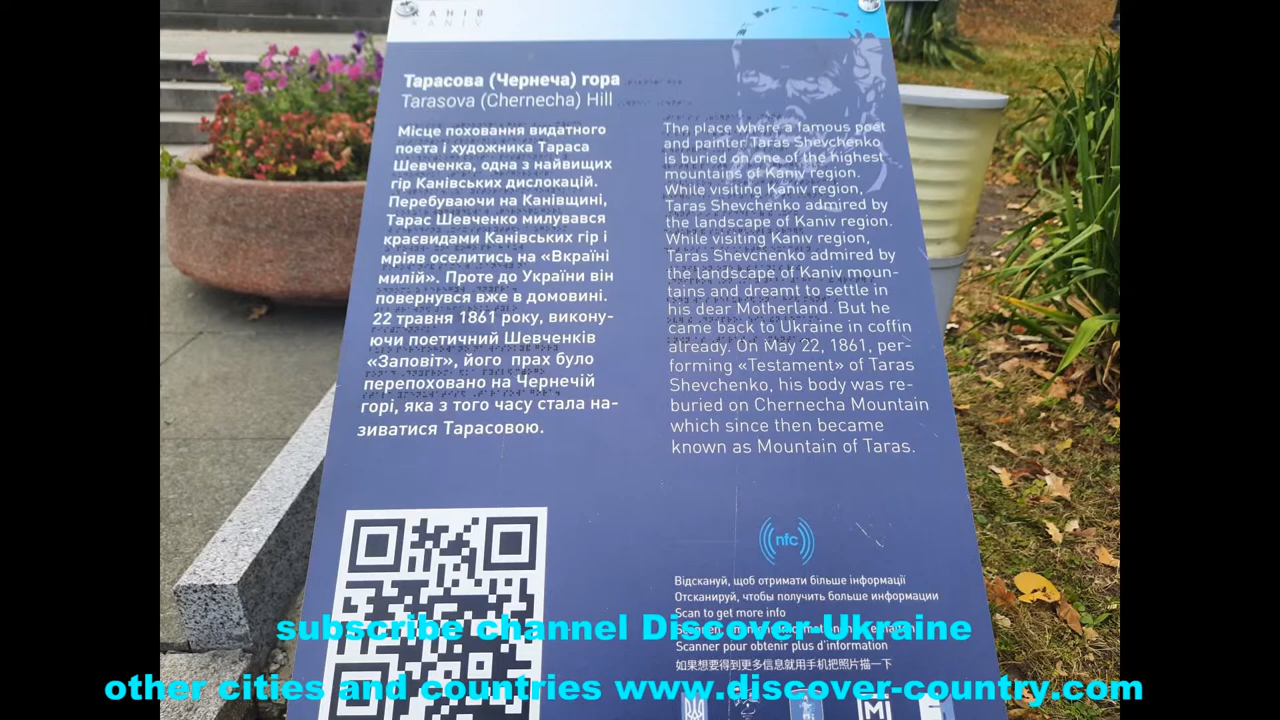 КАНІВ
KANIV
Тарасова (Чернеча) гора
Tarasova (Chernecha) Hill
Місце поховання видатного
поета і художника Тараса
Шевченка, одна з найвищих
гір Канівських дислокацій.
Перебуваючи на Канівщині,
Тарас Шевченко милувався
краєвидами Канівських гір і
мріяв оселитись на «Вкраїні
милій». Проте до України він
повернувся вже в домовині.
22 травня 1861 року, викону-
ючи поетичний Шевченків
«Заповіт», його прах було
перепоховано на Чернечій
горі, яка з того часу стала на-
зиватися Тарасовою.
The place where a famous poet
and painter Taras Shevchenko
is buried on one of the highest
mountains of Kaniv region.
While visiting Kaniv region,
Taras Shevchenko admired by
the landscape of Kaniv region.
While visiting Kaniv region,
Taras Shevchenko admired by
the landscape of Kaniv moun-
tains and dreamt to settle in
his dear Motherland. But he
came back to Ukraine in coffin
already. On May 22, 1861, per-
forming «Testament» of Taras
Shevchenko, his body was re-
buried on Chernecha Mountain
which since then became
known as Mountain of Taras.
nfc
Відскануй, щоб отримати більше інформації
Отсканируй, чтобы получить больше информации
Scan to get more info
subscribe channel Discover Ukraine
Scanner pour obtenir plus d'information
如果想要得到更多信息就用手机把照片描一下
other cities and countries www.discover-country.com